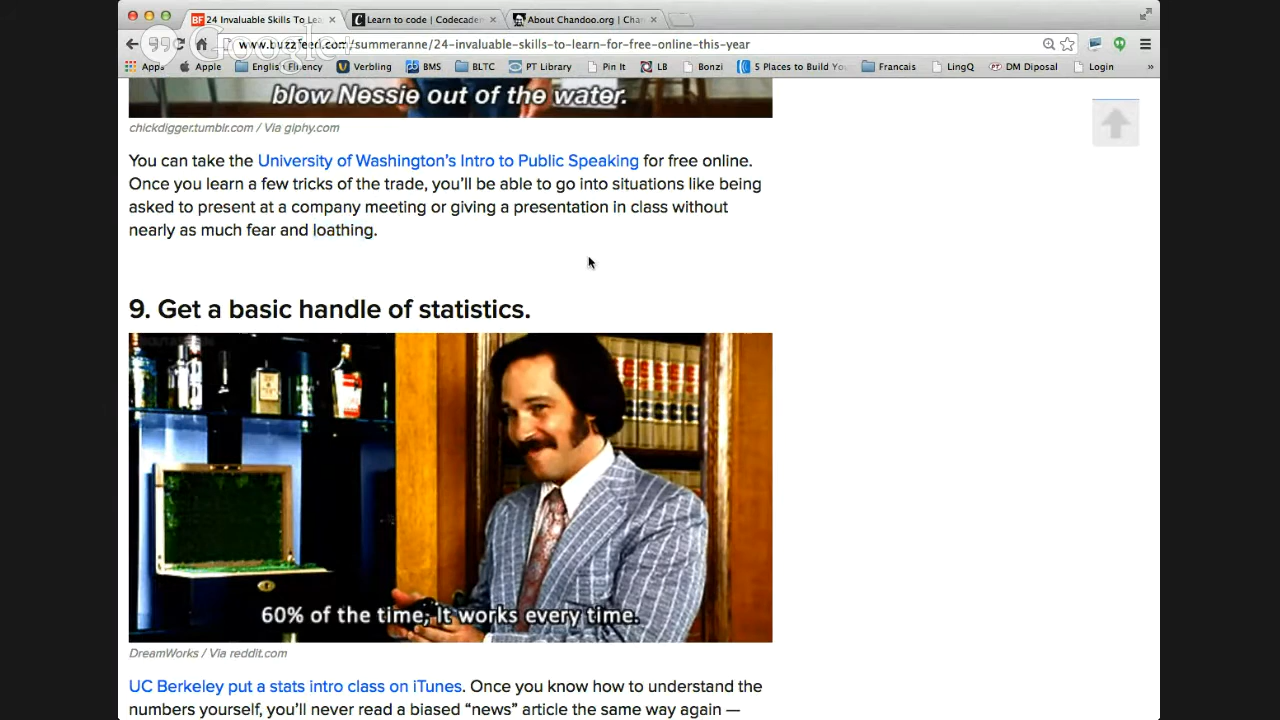 24 Invaluable Skills To Lea
Learn to code | Codecaden
About Chandoo.org | Cha
Google+
www.buzzfeed.com/summeranne/24-invaluable-skills-to-learn-for-free-online-this-year
Apps Apple English Fluency Verbling BMS BLTC PT Library Pin It LB Bonzi 5 Places to Build Yo Francais LingQ DM Diposal Login »
blow Nessie out of the water.
chickdigger.tumblr.com / Via giphy.com
You can take the University of Washington’s Intro to Public Speaking for free online.
Once you learn a few tricks of the trade, you’ll be able to go into situations like being
asked to present at a company meeting or giving a presentation in class without
nearly as much fear and loathing.
9. Get a basic handle of statistics.
60% of the time, It works every time.
DreamWorks / Via reddit.com
UC Berkeley put a stats intro class on iTunes. Once you know how to understand the
numbers yourself, you’ll never read a biased “news” article the same way again —